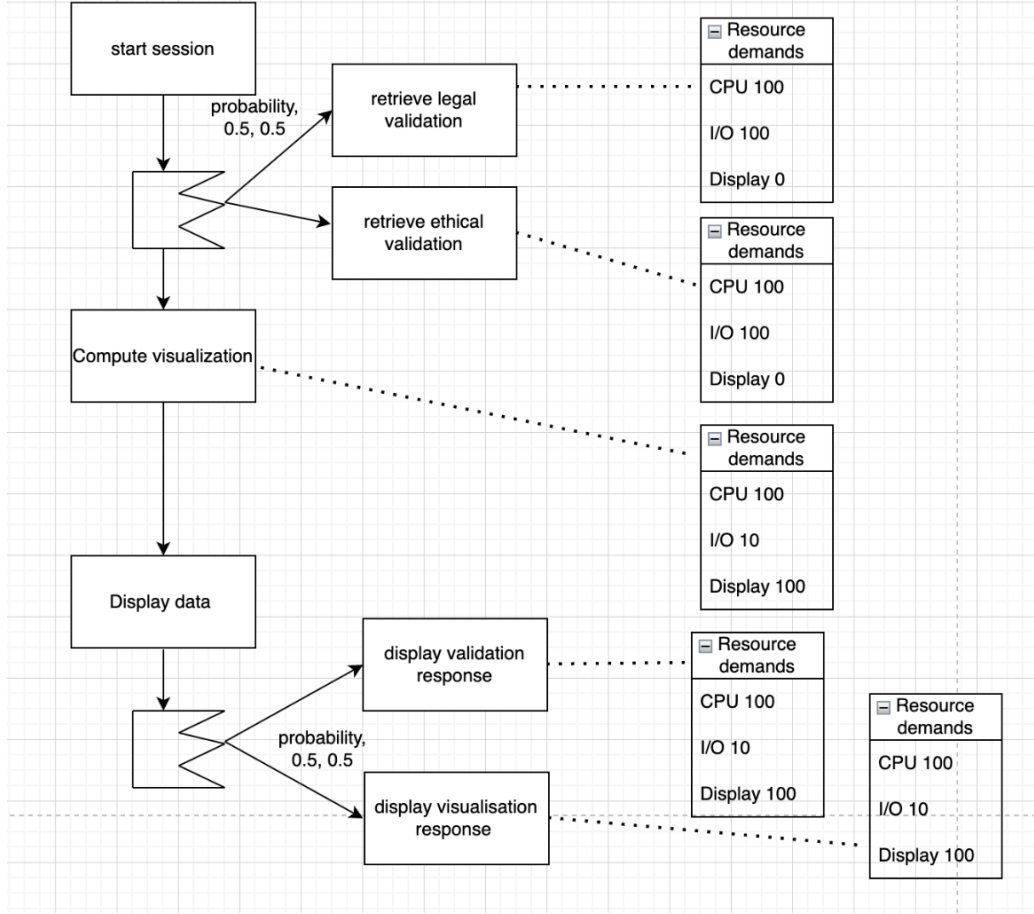 start session
probability,
0.5, 0.5
retrieve legal
validation
Resource
demands
CPU 100
I/O 100
Display 0
retrieve ethical
validation
Resource
demands
CPU 100
I/O 100
Display 0
Compute visualization
Resource
demands
CPU 100
I/O 10
Display 100
Display data
display validation
response
Resource
demands
CPU 100
I/O 10
Display 100
probability,
0.5, 0.5
display visualisation
response
Resource
demands
CPU 100
I/O 10
Display 100